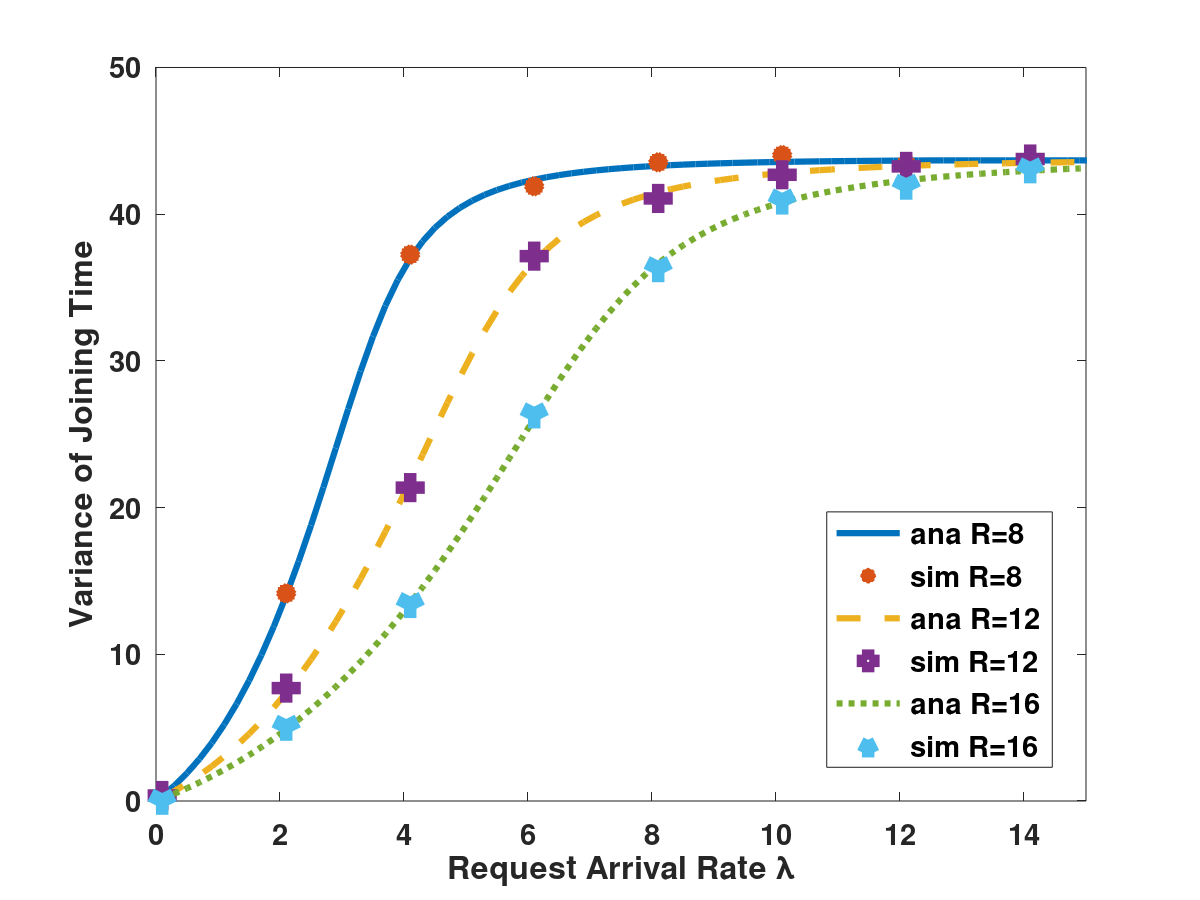 50
40
30
20
10
0
Variance of Joining Time
0 2 4 6 8 10 12 14
Request Arrival Rate λ
ana R=8
sim R=8
ana R=12
sim R=12
ana R=16
sim R=16